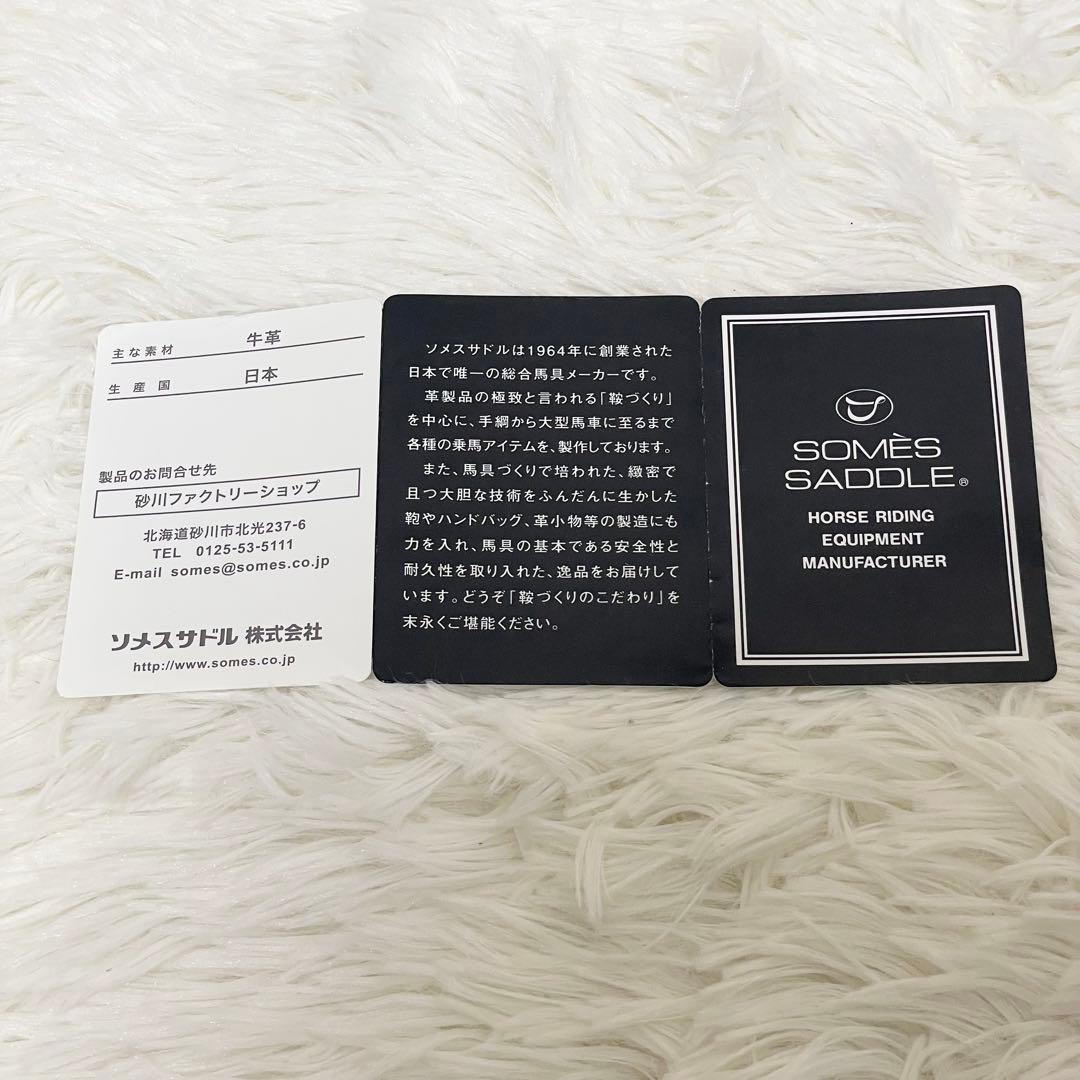 主な素材 牛革
生産国 日本
製品のお問合せ先
砂川ファクトリーショップ
北海道砂川市北光237-6
TEL 0125-53-5111
E-mail somes@somes.co.jp
ソメスサドル 株式会社
http://www.somes.co.jp
ソメスサドルは1964年に創業された
日本で唯一の総合馬具メーカーです。
革製品の極致と言われる「鞍づくり」
を中心に、手綱から大型馬車に至るまで
各種の乗馬アイテムを、製作しております。
また、馬具づくりで培われた、緻密で
且つ大胆な技術をふんだんに生かした
鞄やハンドバッグ、革小物等の製造にも
力を入れ、馬具の基本である安全性と
耐久性を取り入れた、逸品をお届けして
います。どうぞ「鞍づくりのこだわり」を
末永くご堪能ください。
SOMÈS
SADDLE®
HORSE RIDING
EQUIPMENT
MANUFACTURER